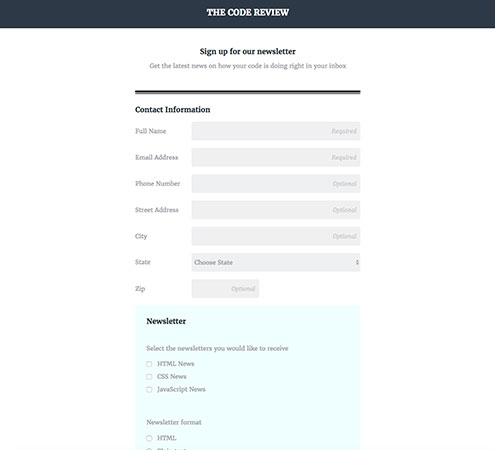 THE CODE REVIEW
Sign up for our newsletter
Get the latest news on how your code is doing right in your inbox
Contact Information
Full Name Required
Email Address Required
Phone Number Optional
Street Address Optional
City Optional
State Choose State
Zip Optional
Newsletter
Select the newsletters you would like to receive
HTML News
CSS News
JavaScript News
Newsletter format
HTML